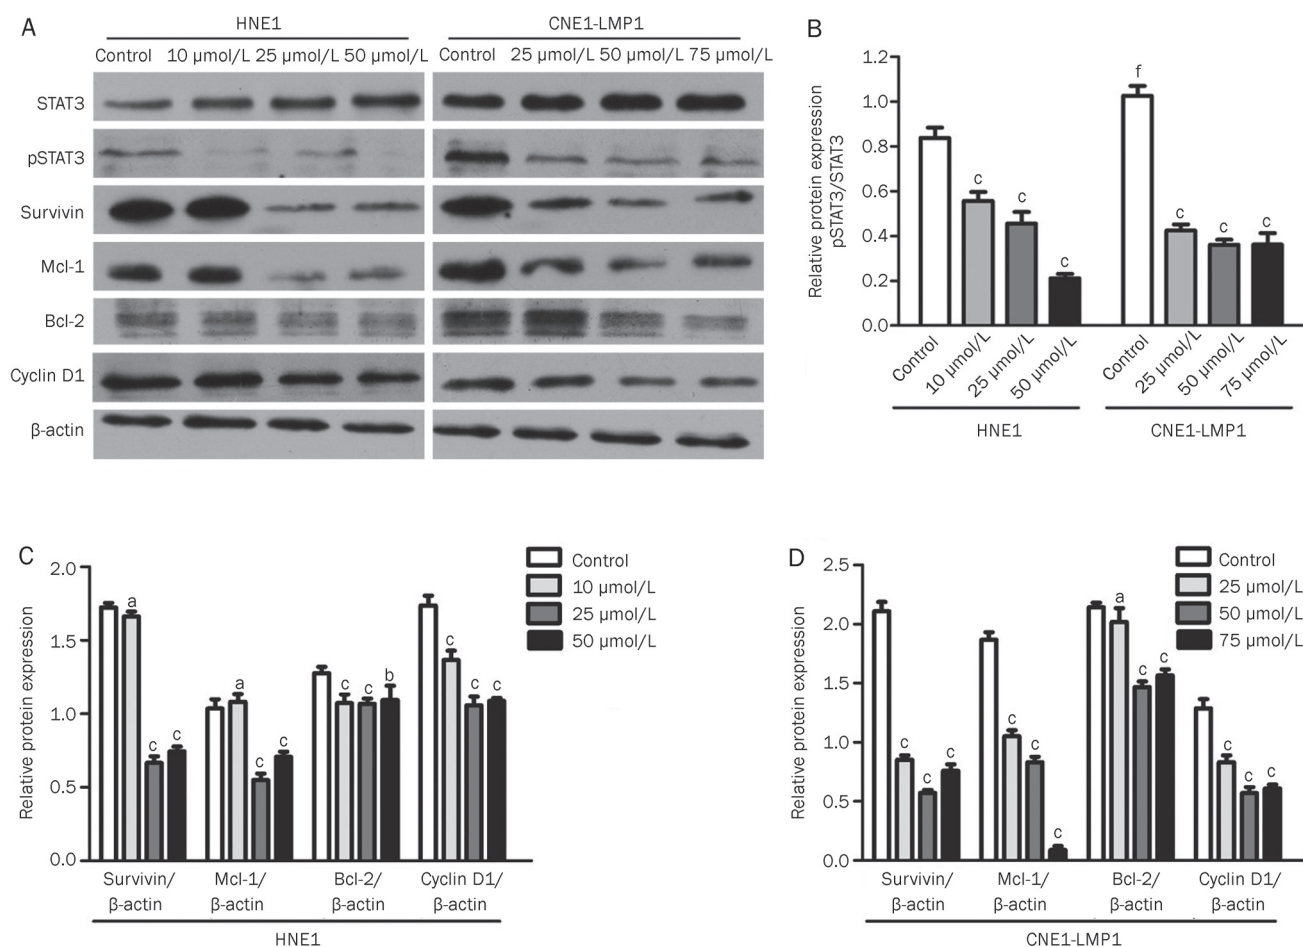 A
HNE1
CNE1-LMP1
Control 10 μmol/L 25 μmol/L 50 μmol/L
Control 25 μmol/L 50 μmol/L 75 μmol/L
STAT3
pSTAT3
Survivin
Mcl-1
Bcl-2
Cyclin D1
β-actin
B
Relative protein expression
pSTAT3/STAT3
1.2
1.0
0.8
0.6
0.4
0.2
0.0
c
c
c
f
c
c
c
Control
10 μmol/L
25 μmol/L
50 μmol/L
Control
25 μmol/L
50 μmol/L
75 μmol/L
HNE1
CNE1-LMP1
C
Relative protein expression
2.0
1.5
1.0
0.5
0.0
a
c
c
a
c
c
c
c
b
c
c
c
Control
10 μmol/L
25 μmol/L
50 μmol/L
Survivin/
β-actin
Mcl-1/
β-actin
Bcl-2/
β-actin
Cyclin D1/
β-actin
HNE1
D
Relative protein expression
2.5
2.0
1.5
1.0
0.5
0.0
c
c
c
c
c
c
a
c
c
c
c
c
Control
25 μmol/L
50 μmol/L
75 μmol/L
Survivin/
β-actin
Mcl-1/
β-actin
Bcl-2/
β-actin
Cyclin D1/
β-actin
CNE1-LMP1